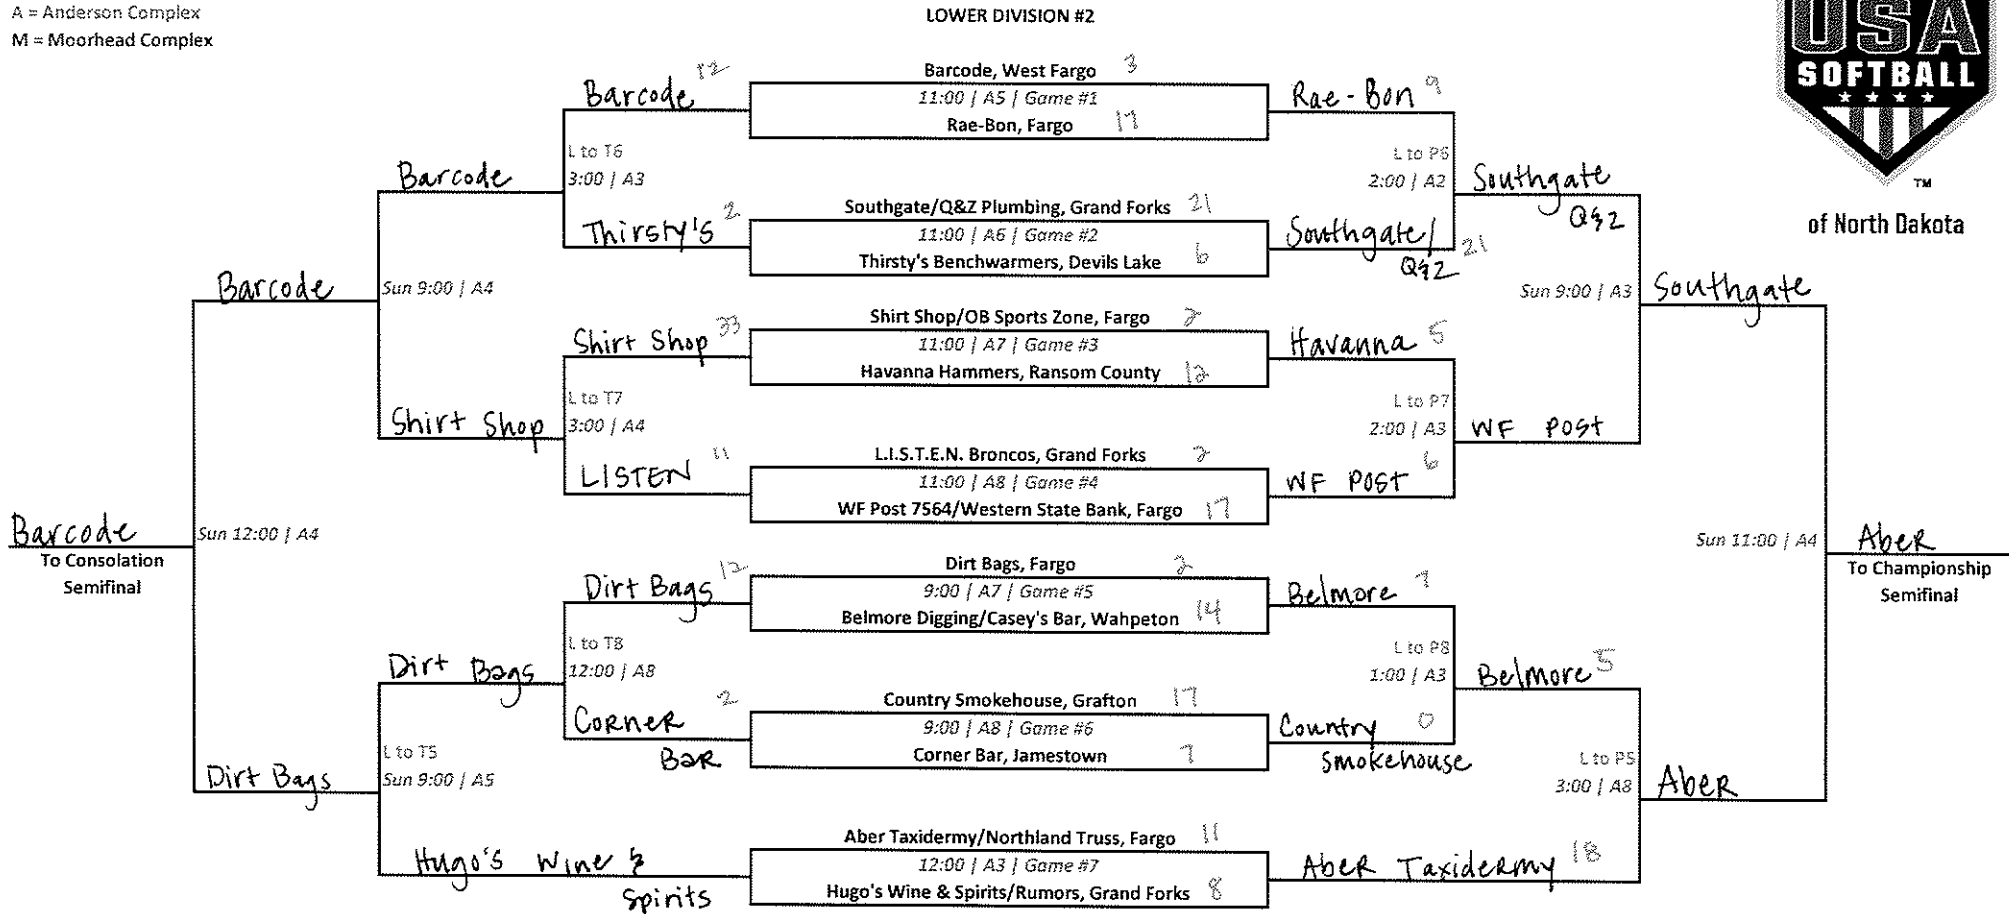 A = Anderson Complex
M = Moorhead Complex
LOWER DIVISION #2
USA
SOFTBALL
TM
of North Dakota
Barcode, West Fargo 3
11:00 | A5 | Game #1
Rae-Bon, Fargo 17
Southgate/Q&Z Plumbing, Grand Forks 21
11:00 | A6 | Game #2
Thirsty's Benchwarmers, Devils Lake 6
Shirt Shop/OB Sports Zone, Fargo 2
11:00 | A7 | Game #3
Havanna Hammers, Ransom County 12
L.I.S.T.E.N. Broncos, Grand Forks 2
11:00 | A8 | Game #4
WF Post 7564/Western State Bank, Fargo 17
Dirt Bags, Fargo 2
9:00 | A7 | Game #5
Belmore Digging/Casey's Bar, Wahpeton 14
Country Smokehouse, Grafton 17
9:00 | A8 | Game #6
Corner Bar, Jamestown 7
Aber Taxidermy/Northland Truss, Fargo 11
12:00 | A3 | Game #7
Hugo's Wine & Spirits/Rumors, Grand Forks 8
Barcode 12
L to T6
3:00 | A3
Thirsty's 2
Shirt Shop 33
L to T7
3:00 | A4
LISTEN 11
Dirt Bags 12
L to T8
12:00 | A8
Corner 2
Bar
Hugo's Wine &
Spirits
Barcode
Sun 9:00 | A4
Shirt Shop
Dirt Bags
L to T5
Sun 9:00 | A5
Barcode
Sun 12:00 | A4
Dirt Bags
Barcode
To Consolation
Semifinal
Rae-Bon 9
L to P6
2:00 | A2
Southgate/
Q&Z 21
Havanna 5
L to P7
2:00 | A3
WF Post 6
Belmore 7
L to P8
1:00 | A3
Country 0
Smokehouse
Aber Taxidermy 18
Southgate
Q&Z
Sun 9:00 | A3
WF Post
Belmore 5
L to P5
3:00 | A8
Southgate
Sun 11:00 | A4
Aber
Aber
To Championship
Semifinal